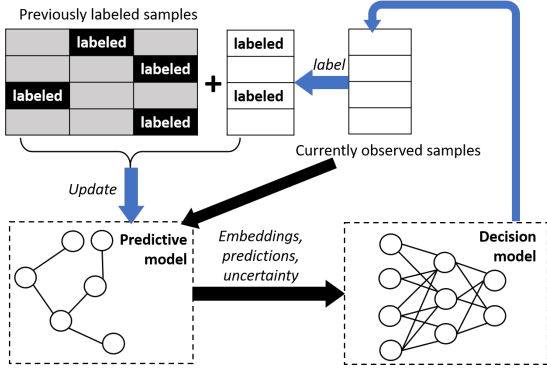 Previously labeled samples
labeled
labeled
labeled
labeled
+
labeled
labeled
label
Currently observed samples
Update
Predictive
model
Embeddings,
predictions,
uncertainty
Decision
model